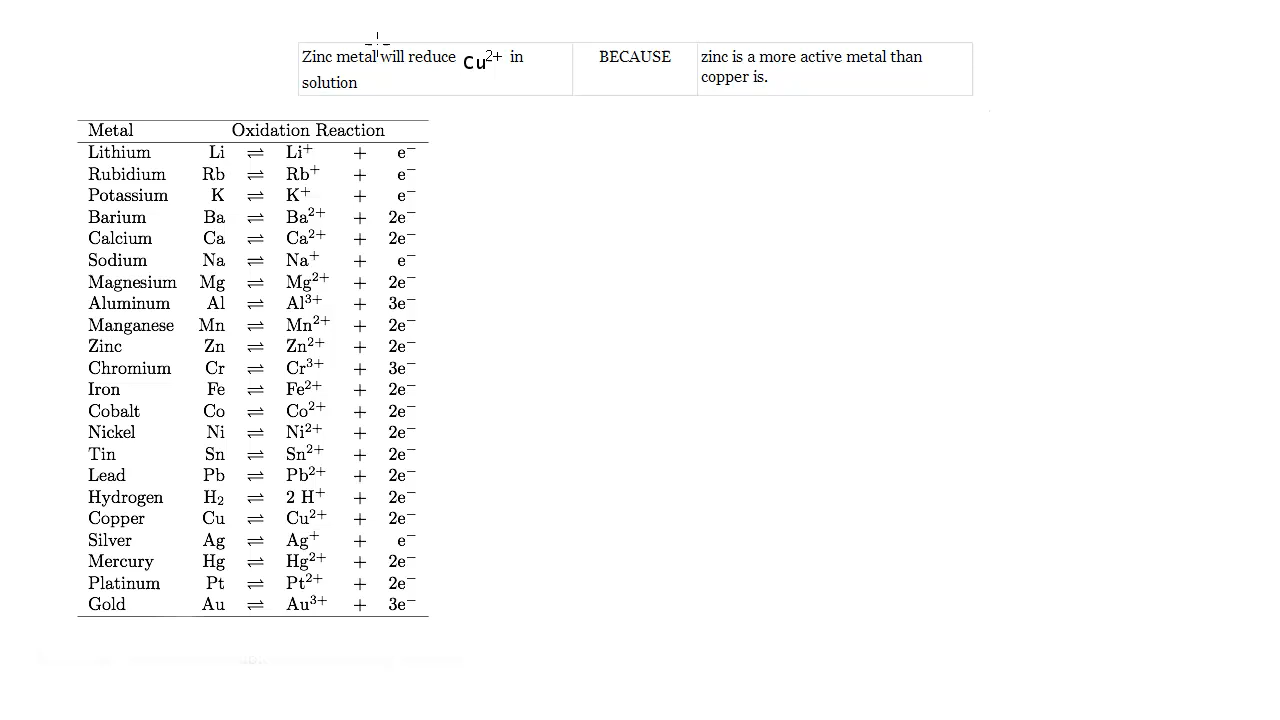 Zinc metal will reduce Cu²⁺ in BECAUSE zinc is a more active metal than
solution copper is.
Metal Oxidation Reaction
Lithium Li ⇌ Li⁺ + e⁻
Rubidium Rb ⇌ Rb⁺ + e⁻
Potassium K ⇌ K⁺ + e⁻
Barium Ba ⇌ Ba²⁺ + 2e⁻
Calcium Ca ⇌ Ca²⁺ + 2e⁻
Sodium Na ⇌ Na⁺ + e⁻
Magnesium Mg ⇌ Mg²⁺ + 2e⁻
Aluminum Al ⇌ Al³⁺ + 3e⁻
Manganese Mn ⇌ Mn²⁺ + 2e⁻
Zinc Zn ⇌ Zn²⁺ + 2e⁻
Chromium Cr ⇌ Cr³⁺ + 3e⁻
Iron Fe ⇌ Fe²⁺ + 2e⁻
Cobalt Co ⇌ Co²⁺ + 2e⁻
Nickel Ni ⇌ Ni²⁺ + 2e⁻
Tin Sn ⇌ Sn²⁺ + 2e⁻
Lead Pb ⇌ Pb²⁺ + 2e⁻
Hydrogen H₂ ⇌ 2 H⁺ + 2e⁻
Copper Cu ⇌ Cu²⁺ + 2e⁻
Silver Ag ⇌ Ag⁺ + e⁻
Mercury Hg ⇌ Hg²⁺ + 2e⁻
Platinum Pt ⇌ Pt²⁺ + 2e⁻
Gold Au ⇌ Au³⁺ + 3e⁻